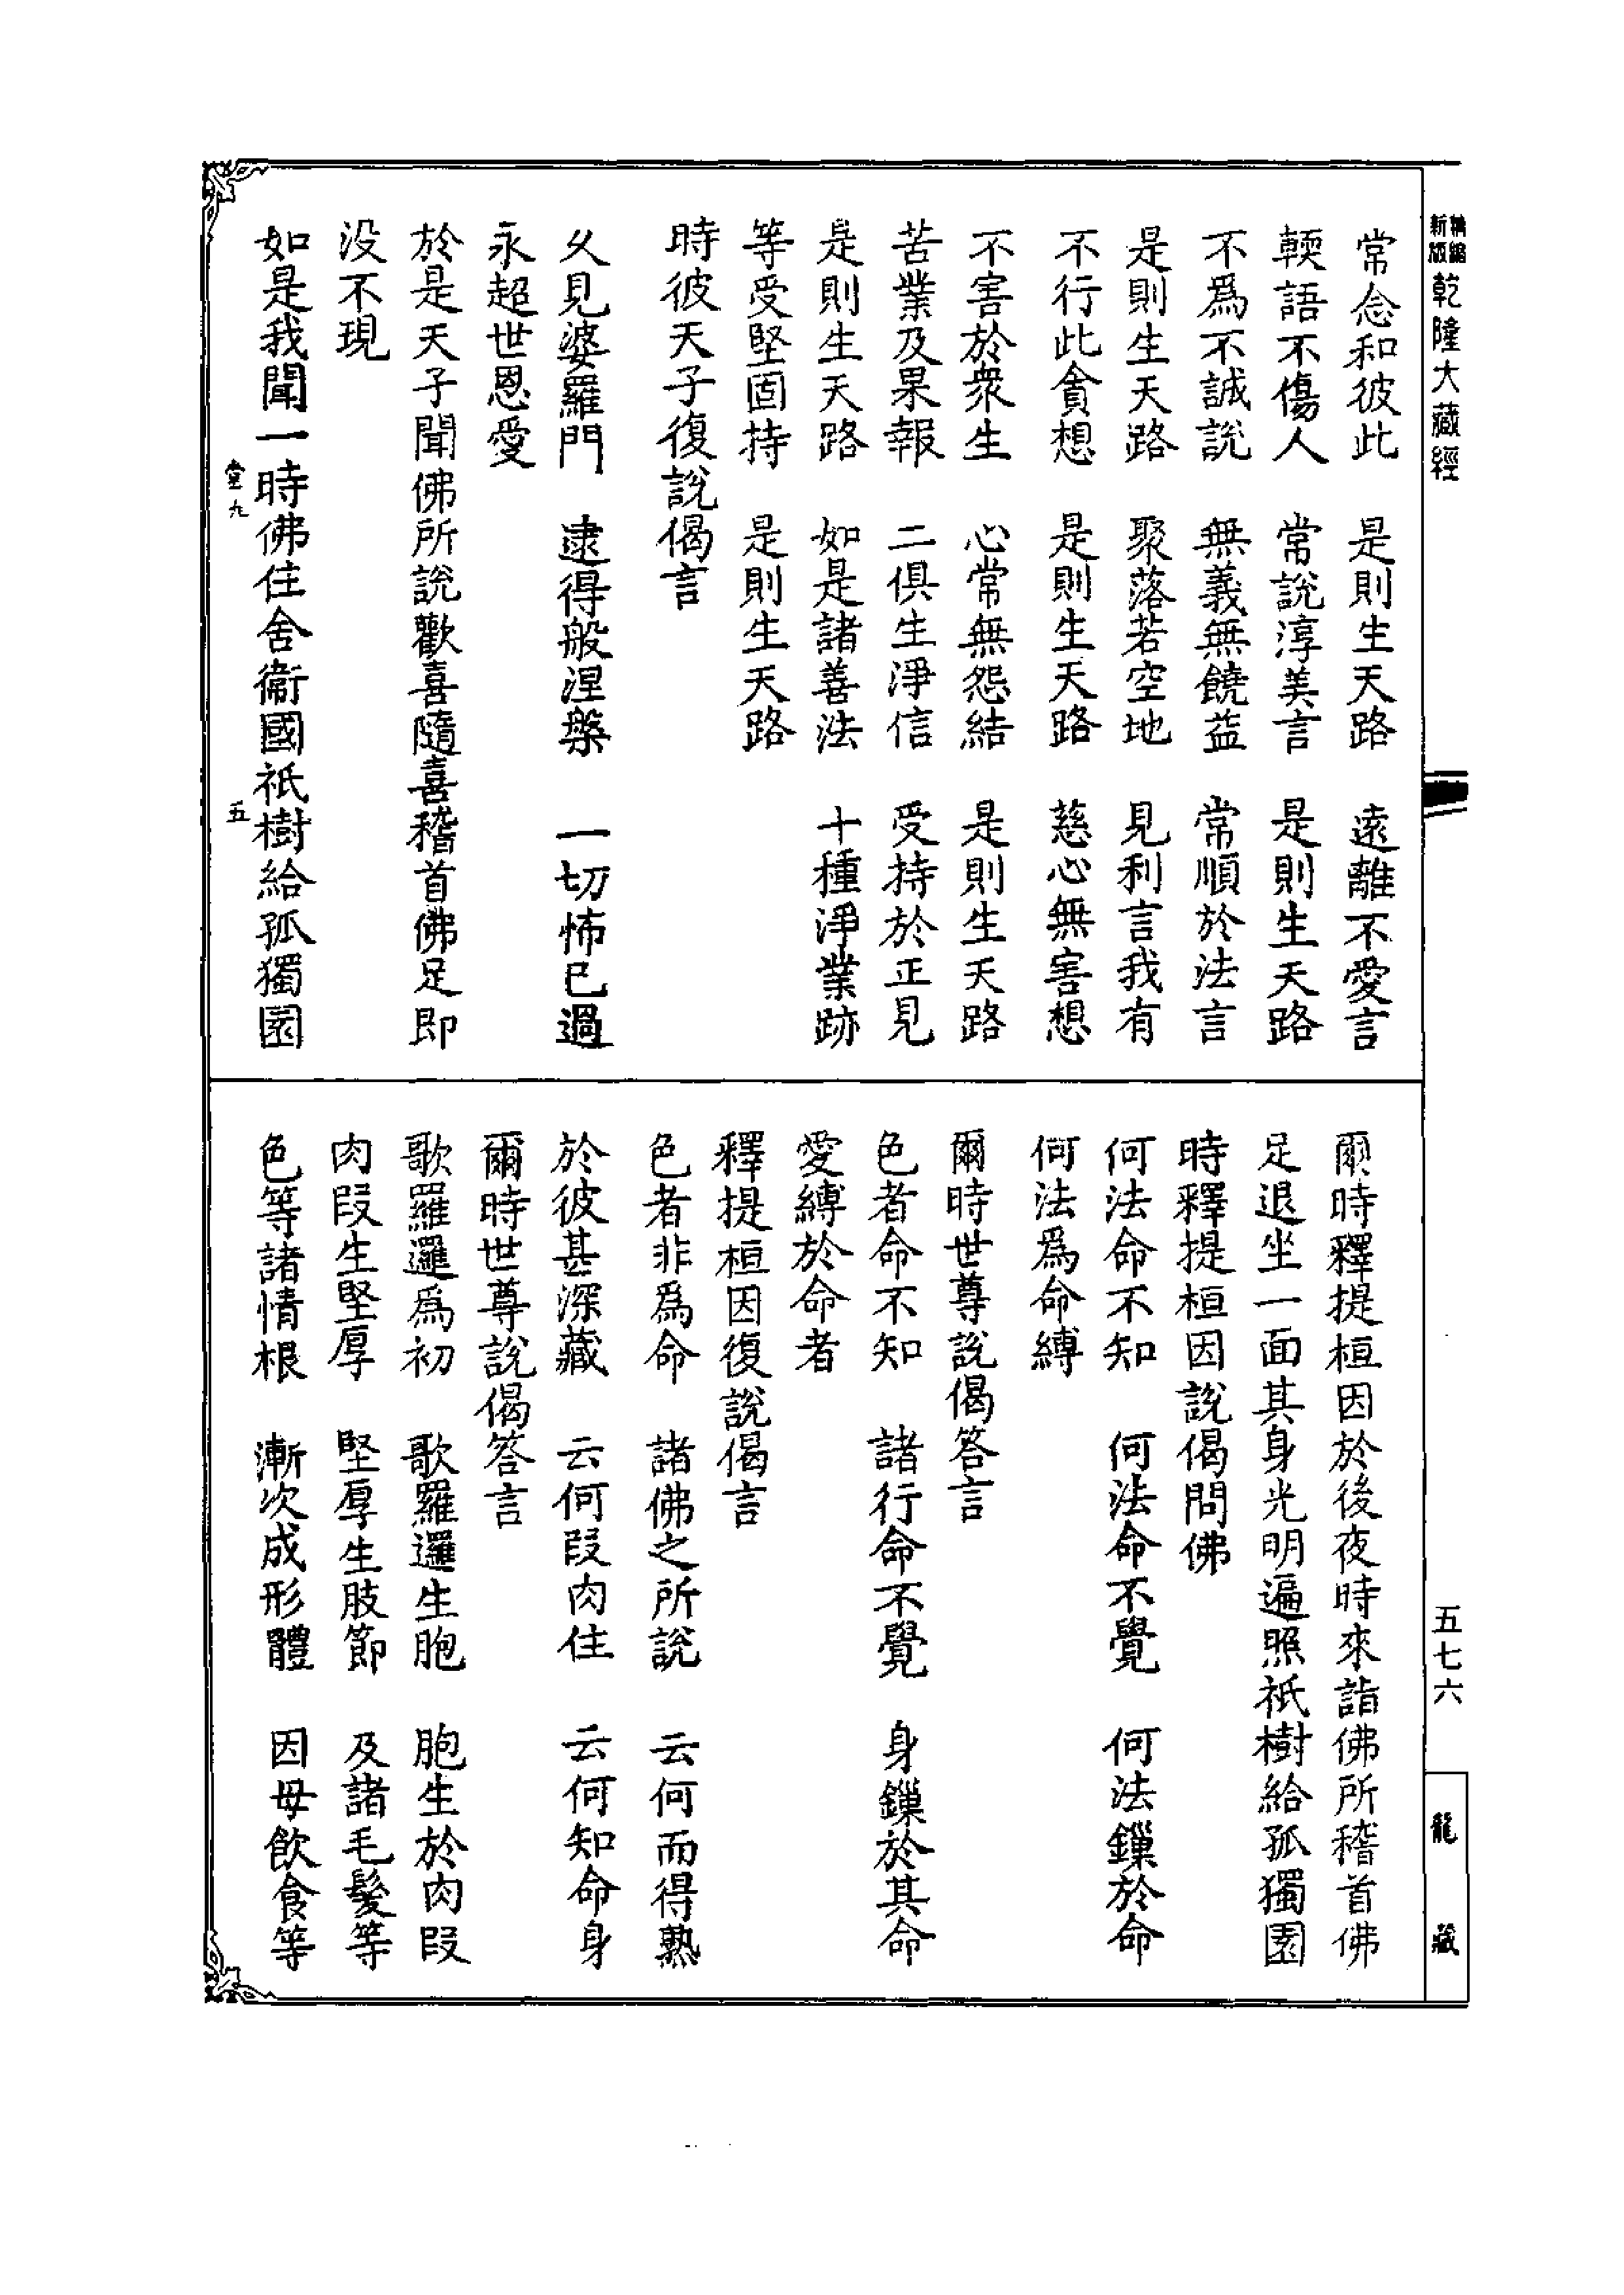 新版精縮乾隆大藏經
常念和彼此　是則生天路　遠離不愛言
輭語不傷人　常說淳美言　是則生天路
不爲不誠說　無義無饒益　常順於法言
是則生天路　聚落若空地　見利言我有
不行此貪想　是則生天路　慈心無害想
不害於衆生　心常無怨結　是則生天路
苦業及果報　二俱生淨信　受持於正見
是則生天路　如是諸善法　十種淨業跡
等受堅固持　是則生天路
時彼天子復說偈言
乆見婆羅門　逮得般涅槃　一切怖已過
永超世恩愛
於是天子聞佛所說歡喜隨喜稽首佛足即
没不現
如是我聞一時佛住舍衞國祇樹給孤獨園
堂九　五
爾時釋提桓因於後夜時來詣佛所稽首佛
足退坐一面其身光明遍照祇樹給孤獨園
時釋提桓因說偈問佛
何法命不知　何法命不覺　何法鏁於命
何法爲命縛
爾時世尊說偈答言
色者命不知　諸行命不覺　身鏁於其命
愛縛於命者
釋提桓因復說偈言
色者非爲命　諸佛之所說　云何而得熟
於彼甚深藏　云何段肉住　云何知命身
爾時世尊說偈答言
歌羅邏爲初　歌羅邏生胞　胞生於肉段
肉段生堅厚　堅厚生肢節　及諸毛髮等
色等諸情根　漸次成形體　因母飲食等
五七六
龍藏